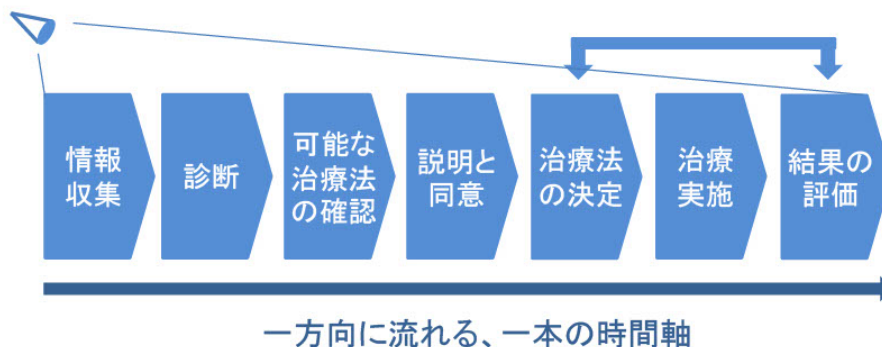 情報
収集
診断
可能な
治療法
の確認
説明と
同意
治療法
の決定
治療
実施
結果の
評価
一方向に流れる、一本の時間軸